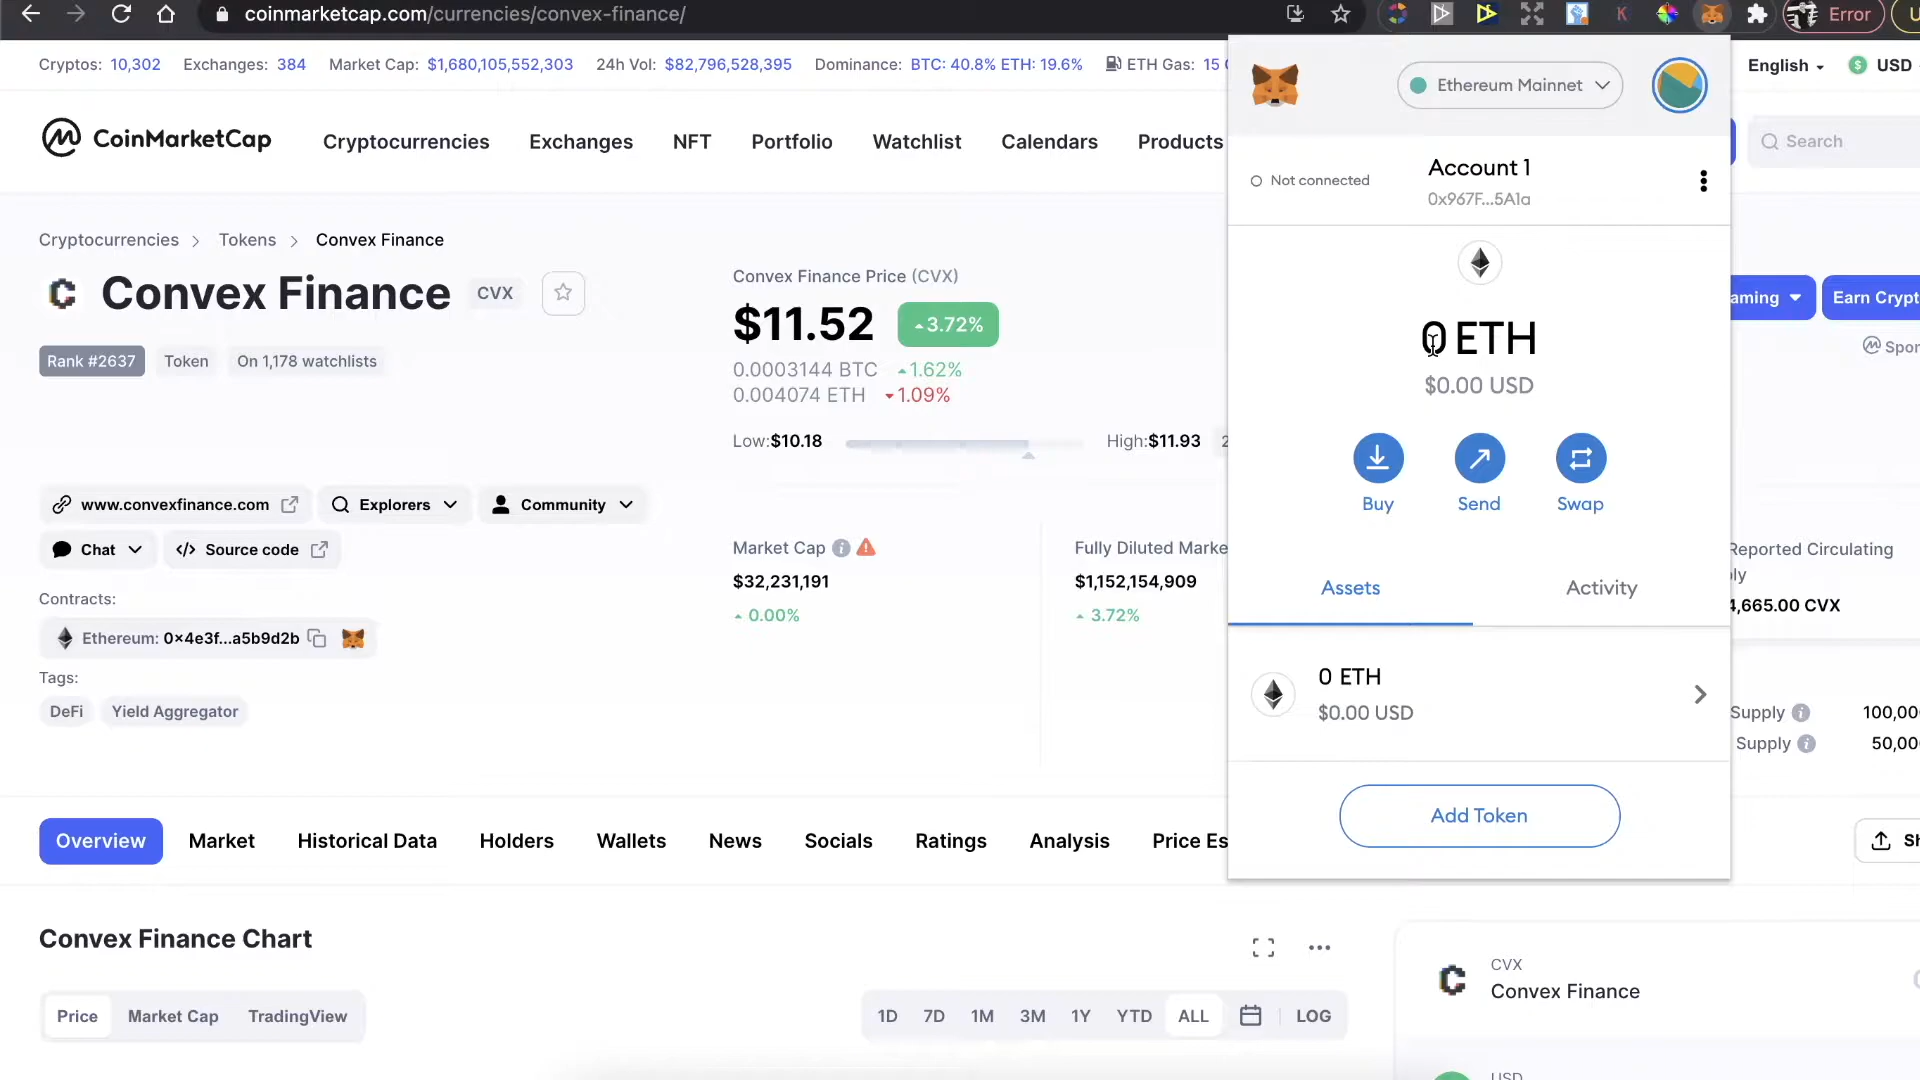 coinmarketcap.com/currencies/convex-finance/
Error
Cryptos: 10,302 Exchanges: 384 Market Cap: $1,680,105,552,303 24h Vol: $82,796,528,395 Dominance: BTC: 40.8% ETH: 19.6% ETH Gas: 15
English USD
CoinMarketCap Cryptocurrencies Exchanges NFT Portfolio Watchlist Calendars Products
Search
Ethereum Mainnet
Not connected
Account 1
0x967F...5A1a
0 ETH
$0.00 USD
Buy Send Swap
Assets Activity
0 ETH
$0.00 USD
Add Token
Cryptocurrencies > Tokens > Convex Finance
Convex Finance CVX
Rank #2637 Token On 1,178 watchlists
Convex Finance Price (CVX)
$11.52 3.72%
0.0003144 BTC 1.62%
0.004074 ETH 1.09%
Low:$10.18 High:$11.93 2
aming Earn Crypt
Spon
www.convexfinance.com Explorers Community
Chat </> Source code
Contracts:
Ethereum: 0x4e3f...a5b9d2b
Tags:
DeFi Yield Aggregator
Market Cap
$32,231,191
0.00%
Fully Diluted Marke
$1,152,154,909
3.72%
Reported Circulating
ly
4,665.00 CVX
Supply 100,00
Supply 50,00
Overview Market Historical Data Holders Wallets News Socials Ratings Analysis Price Es
Sh
Convex Finance Chart
Price Market Cap TradingView
1D 7D 1M 3M 1Y YTD ALL LOG
CVX
Convex Finance
USD